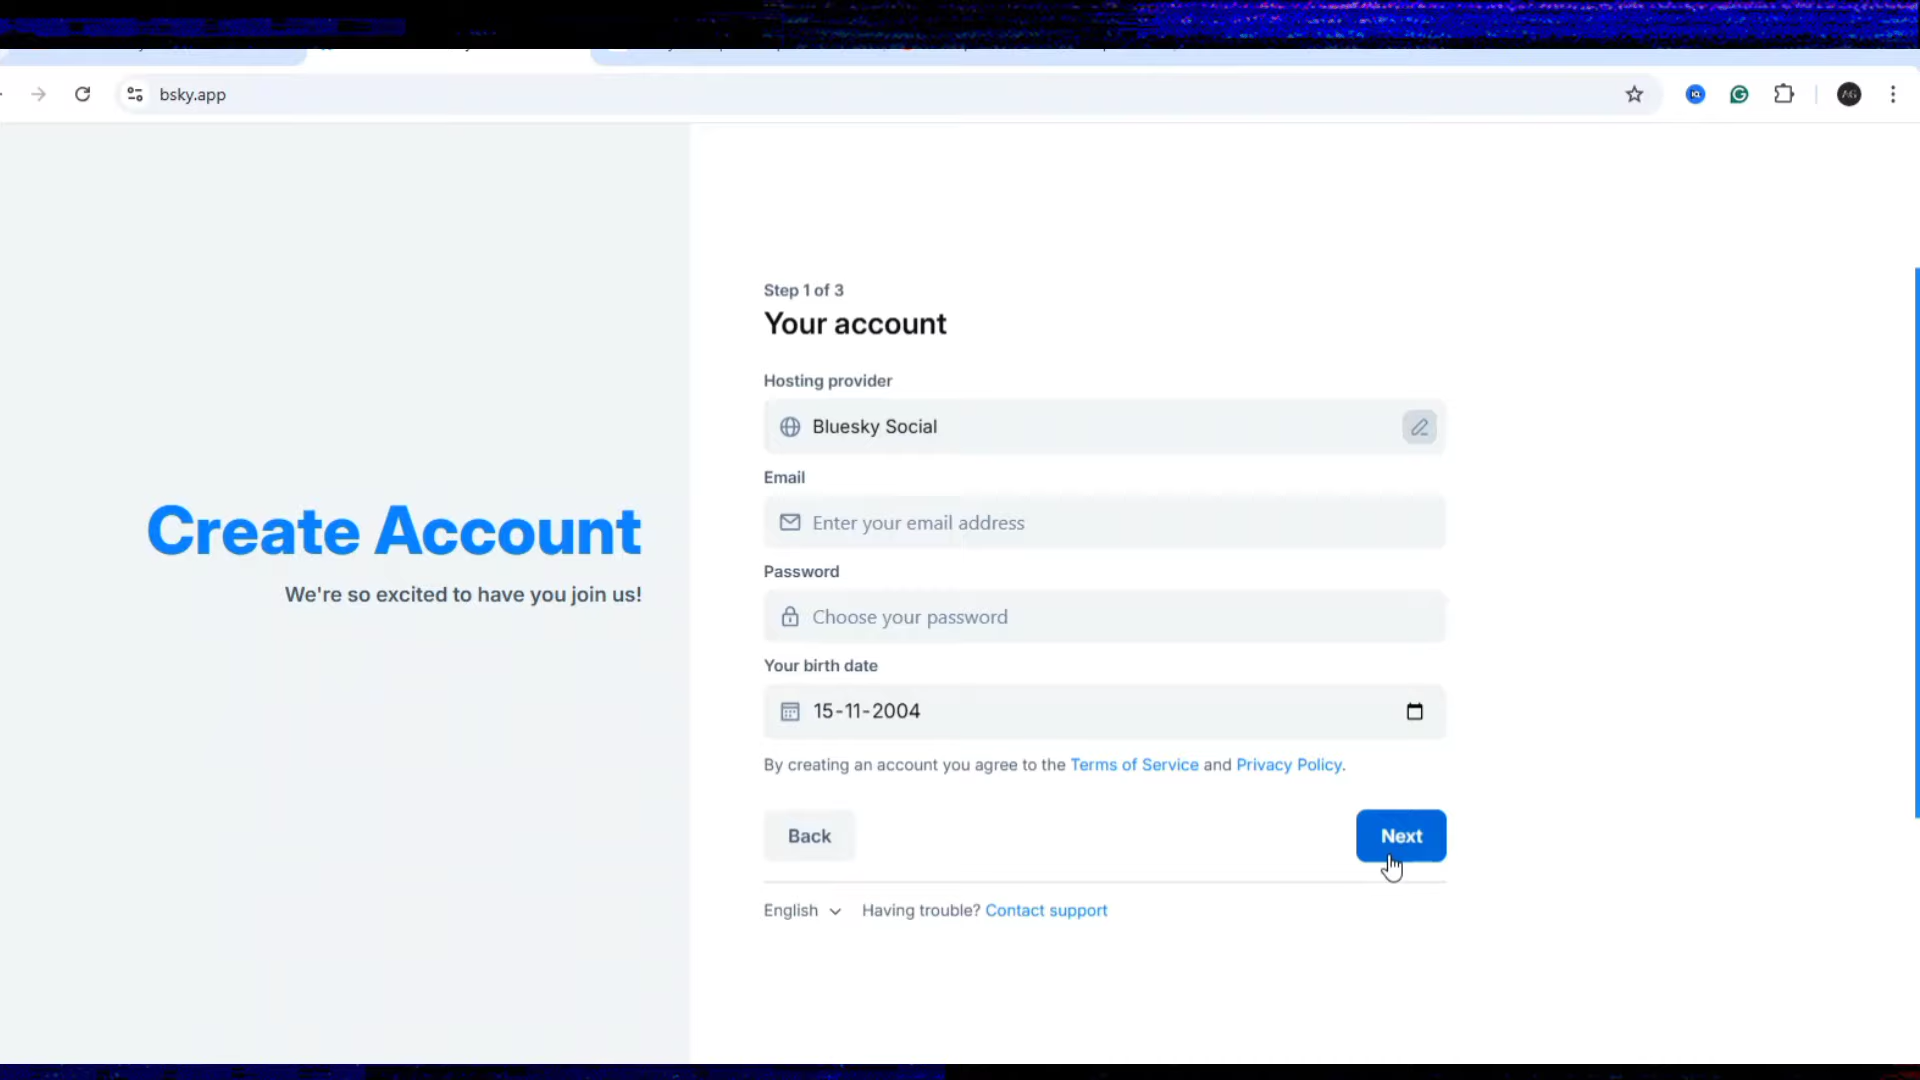 bsky.app
AG
Step 1 of 3
Your account
Hosting provider
Bluesky Social
Email
Enter your email address
Create Account
Password
We're so excited to have you join us!
Choose your password
Your birth date
15-11-2004
By creating an account you agree to the Terms of Service and Privacy Policy.
Back
Next
English
Having trouble? Contact support